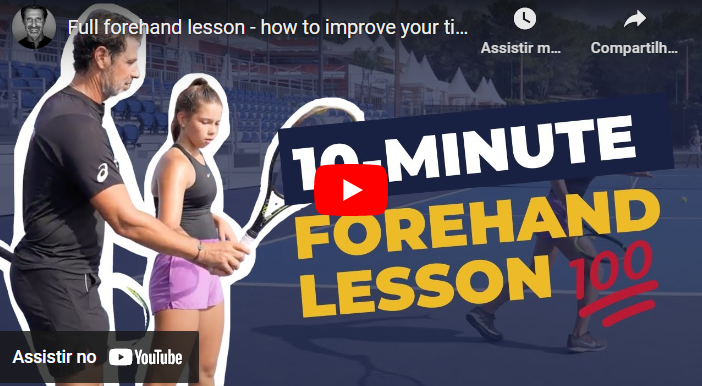 Full forehand lesson - how to improve your ti...
Assistir m...
Compartilh...
10-MINUTE
FOREHAND
LESSON 100
Assistir no YouTube